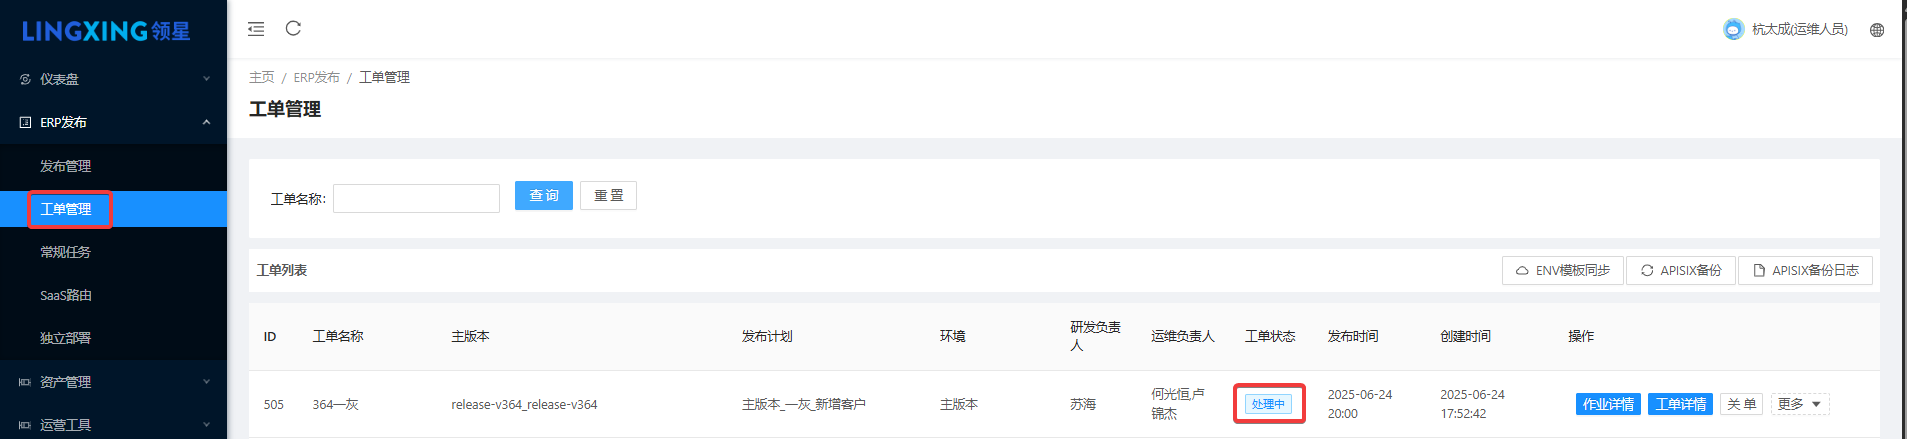 LINGXING领星
杭太成(运维人员)
仪表盘
ERP发布
发布管理
工单管理
常规任务
SaaS路由
独立部署
资产管理
运营工具
主页 / ERP发布 / 工单管理
工单管理
工单名称:
查 询
重 置
工单列表
ENV模板同步
APISIX备份
APISIX备份日志
ID 工单名称 主版本 发布计划 环境 研发负责人 运维负责人 工单状态 发布时间 创建时间 操作
505 364一灰 release-v364_release-v364 主版本_一灰_新增客户 主版本 苏海 何光恒,卢锦杰 处理中 2025-06-24 20:00 2025-06-24 17:52:42 作业详情 工单详情 关 单 更多